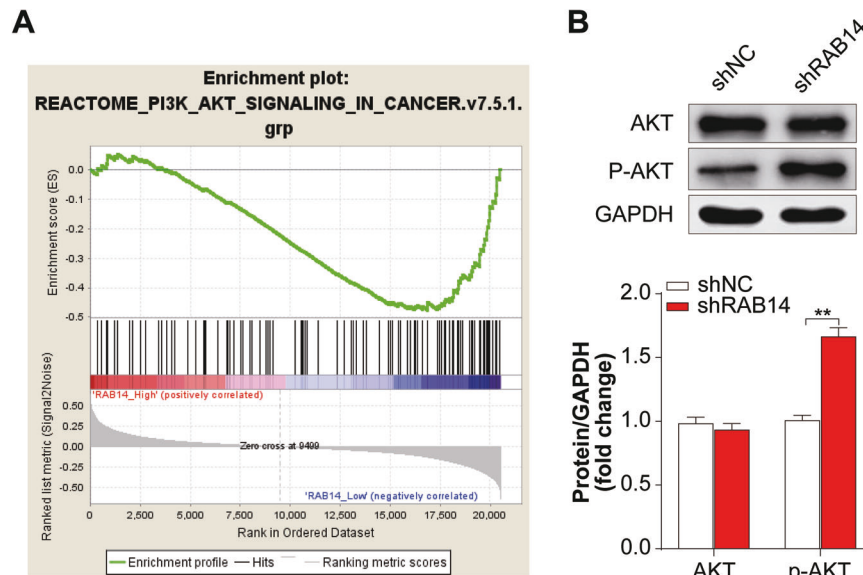 A
Enrichment plot:
REACTOME_PI3K_AKT_SIGNALING_IN_CANCER.v7.5.1.
grp
Enrichment score (ES)
0.0
-0.1
-0.2
-0.3
-0.4
-0.5
'RAB14_High' (positively correlated)
Ranked list metric (Signal2Noise)
0.50
0.25
0.00
-0.25
-0.50
Zero cross at 9499
'RAB14_Low' (negatively correlated)
0 2,500 5,000 7,500 10,000 12,500 15,000 17,500 20,000
Rank in Ordered Dataset
Enrichment profile Hits Ranking metric scores
B
shNC shRAB14
AKT
P-AKT
GAPDH
shNC
shRAB14
Protein/GAPDH
(fold change)
2.0
1.5
1.0
0.5
0.0
**
AKT p-AKT